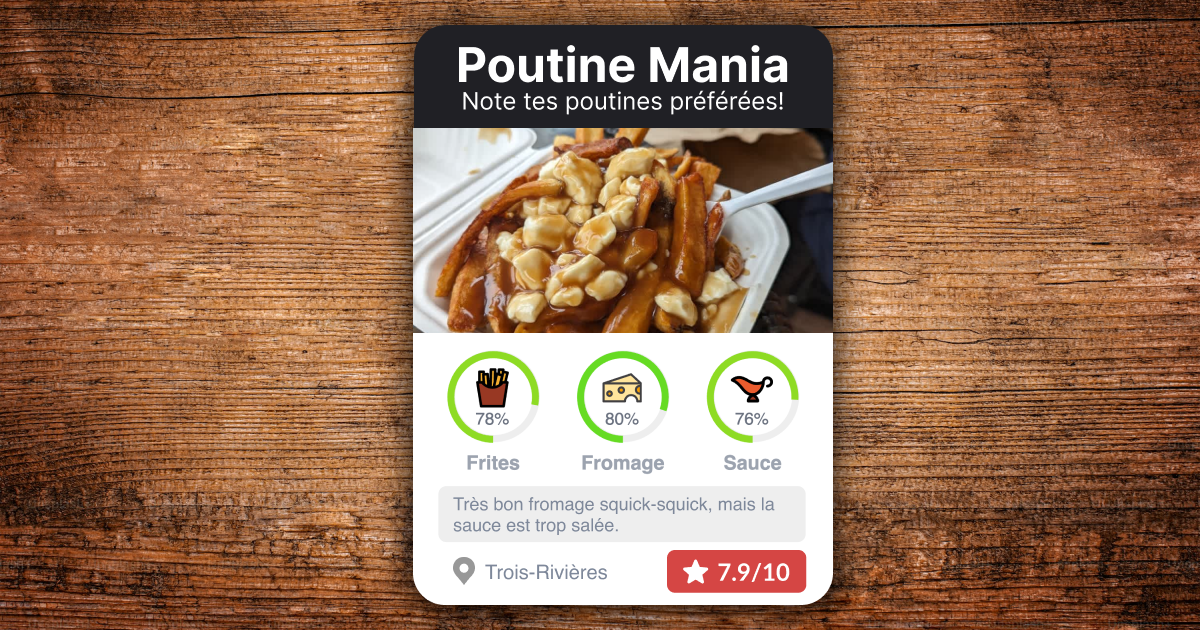 Poutine Mania
Note tes poutines préférées!
78%
80%
76%
Frites
Fromage
Sauce
Très bon fromage squick-squick, mais la
sauce est trop salée.
Trois-Rivières
7.9/10